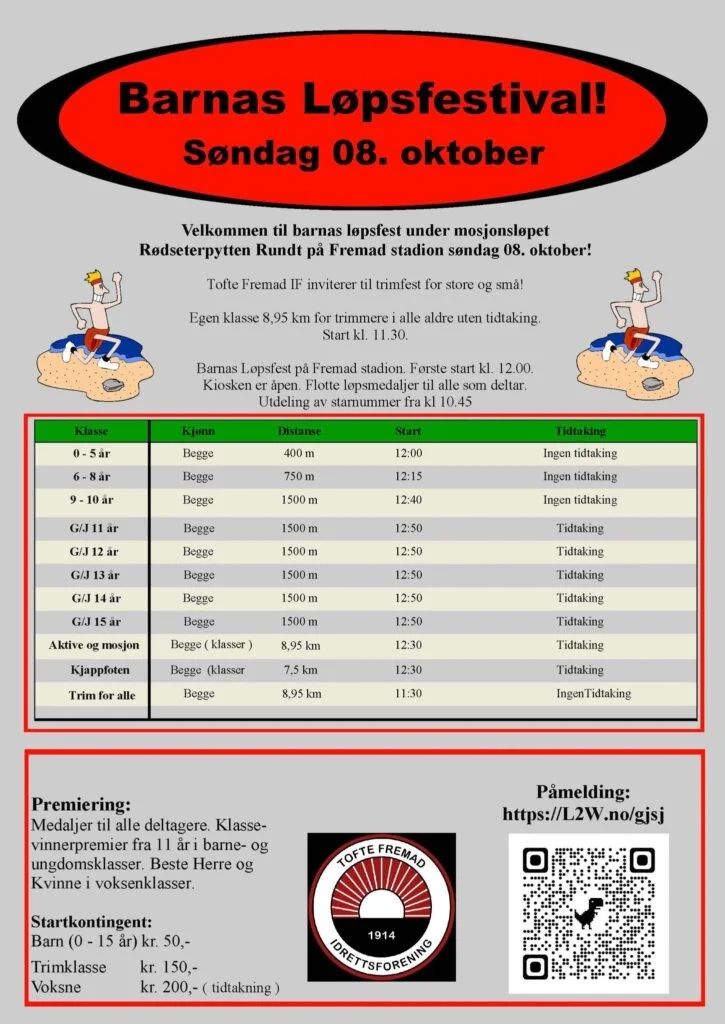 Barnas Løpsfestival!
Søndag 08. oktober
Velkommen til barnas løpsfest under mosjonsløpet
Rødseterpytten Rundt på Fremad stadion søndag 08. oktober!
Tofte Fremad IF inviterer til trimfest for store og små!
Egen klasse 8,95 km for trimmere i alle aldre uten tidtaking.
Start kl. 11.30.
Barnas Løpsfest på Fremad stadion. Første start kl. 12.00.
Kiosken er åpen. Flotte løpsmedaljer til alle som deltar.
Utdeling av starnummer fra kl 10.45
Klasse Kjønn Distanse Start Tidtaking
0 - 5 år Begge 400 m 12:00 Ingen tidtaking
6 - 8 år Begge 750 m 12:15 Ingen tidtaking
9 - 10 år Begge 1500 m 12:40 Ingen tidtaking
G/J 11 år Begge 1500 m 12:50 Tidtaking
G/J 12 år Begge 1500 m 12:50 Tidtaking
G/J 13 år Begge 1500 m 12:50 Tidtaking
G/J 14 år Begge 1500 m 12:50 Tidtaking
G/J 15 år Begge 1500 m 12:50 Tidtaking
Aktive og mosjon Begge ( klasser ) 8,95 km 12:30 Tidtaking
Kjappfoten Begge (klasser 7,5 km 12:30 Tidtaking
Trim for alle Begge 8,95 km 11:30 IngenTidtaking
Premiering:
Medaljer til alle deltagere. Klasse-
vinnerpremier fra 11 år i barne- og
ungdomsklasser. Beste Herre og
Kvinne i voksenklasser.
Startkontingent:
Barn (0 - 15 år) kr. 50,-
Trimklasse kr. 150,-
Voksne kr. 200,- ( tidtakning )
TOFTE FREMAD
1914
IDRETTSFORENING
Påmelding:
https://L2W.no/gjsj